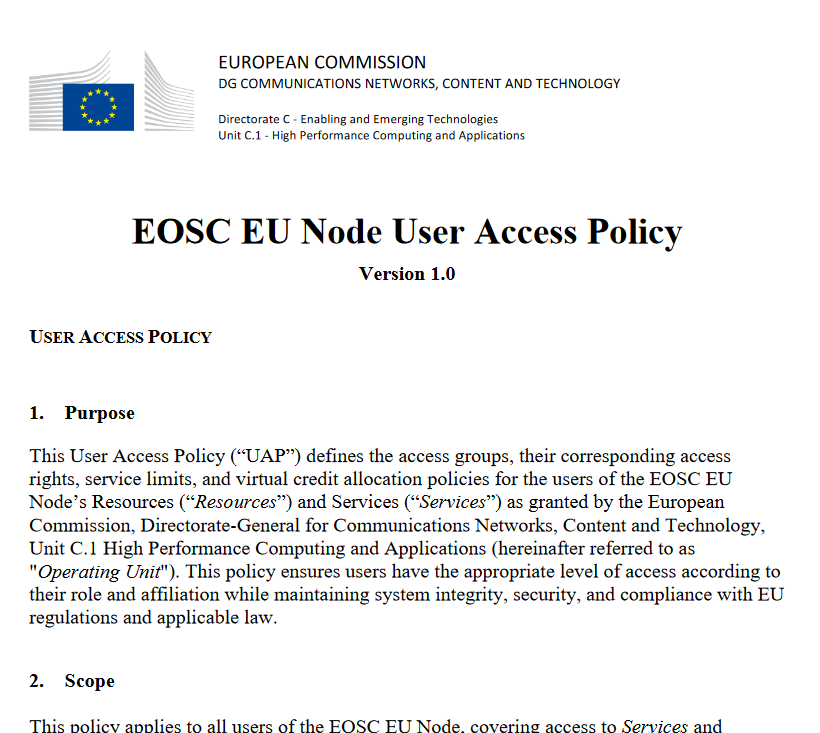 EUROPEAN COMMISSION
DG COMMUNICATIONS NETWORKS, CONTENT AND TECHNOLOGY
Directorate C - Enabling and Emerging Technologies
Unit C.1 - High Performance Computing and Applications
EOSC EU Node User Access Policy
Version 1.0
USER ACCESS POLICY
1. Purpose
This User Access Policy (“UAP”) defines the access groups, their corresponding access
rights, service limits, and virtual credit allocation policies for the users of the EOSC EU
Node’s Resources (“Resources”) and Services (“Services”) as granted by the European
Commission, Directorate-General for Communications Networks, Content and Technology,
Unit C.1 High Performance Computing and Applications (hereinafter referred to as
"Operating Unit"). This policy ensures users have the appropriate level of access according to
their role and affiliation while maintaining system integrity, security, and compliance with EU
regulations and applicable law.
2. Scope
This policy applies to all users of the EOSC EU Node, covering access to Services and